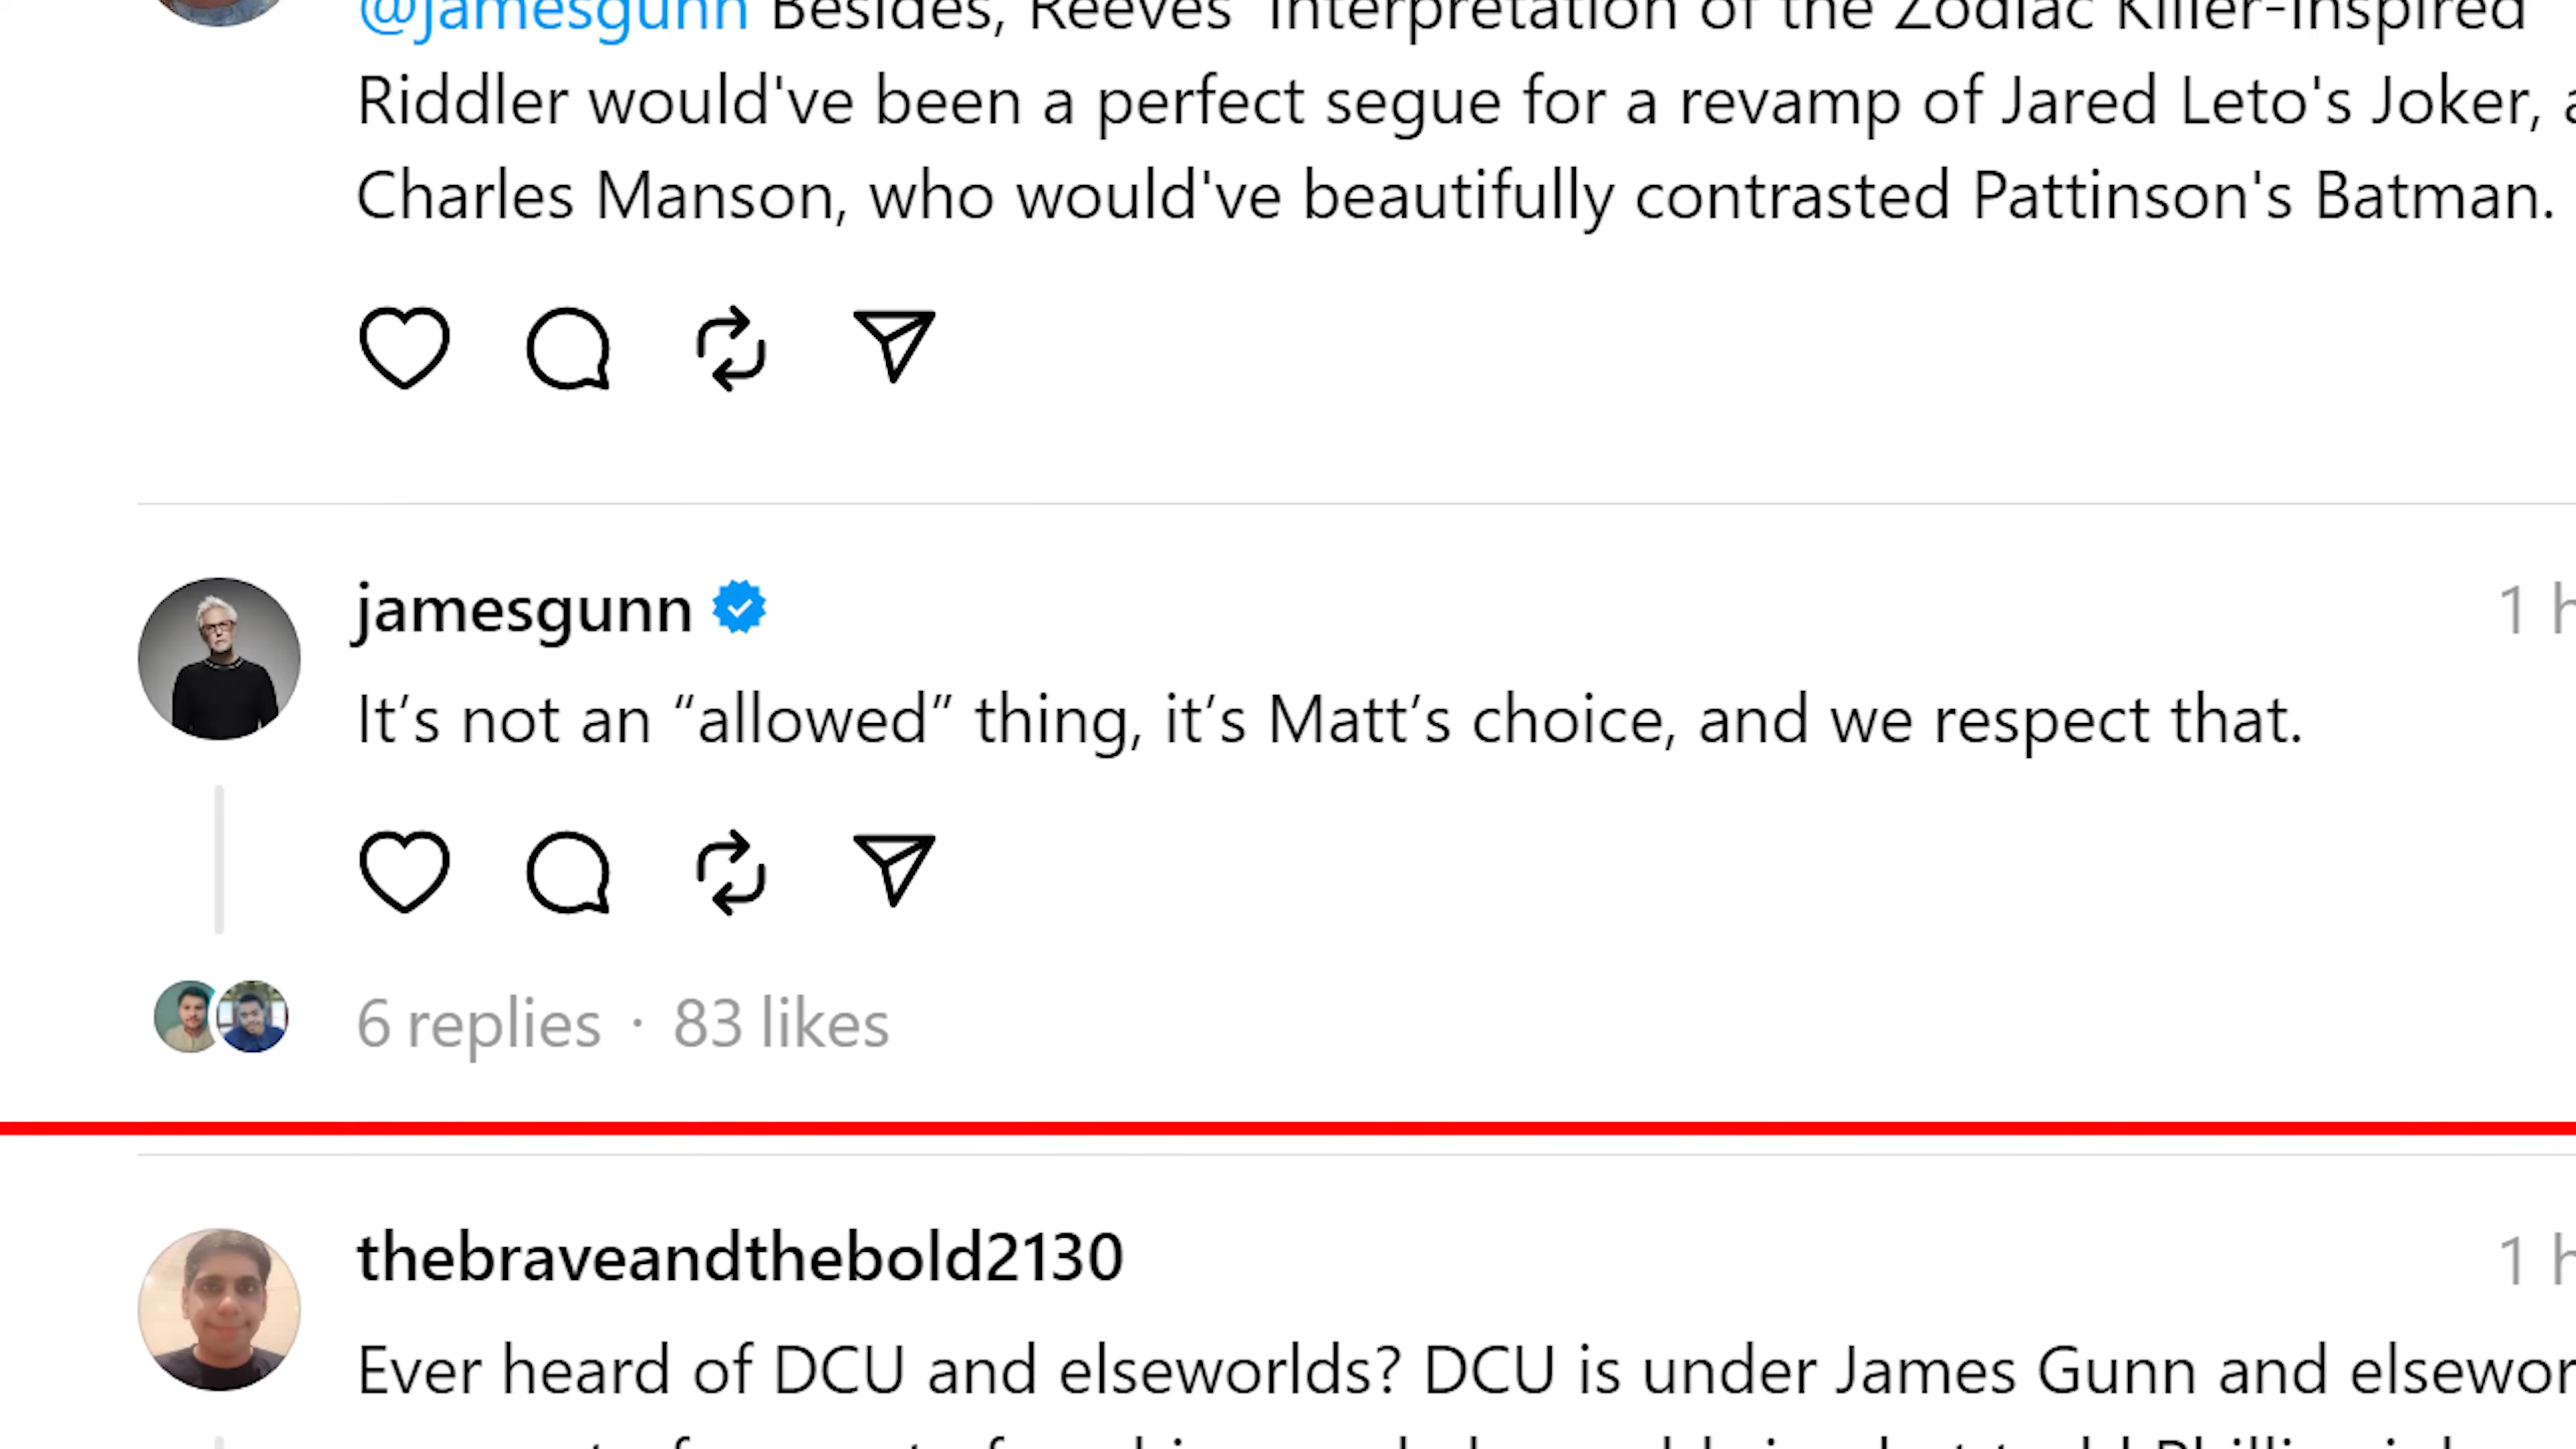 @jamesgunn Besides, Reeves' interpretation of the Zodiac Killer-inspired
Riddler would've been a perfect segue for a revamp of Jared Leto's Joker,
Charles Manson, who would've beautifully contrasted Pattinson's Batman.
jamesgunn
1 h
It’s not an “allowed” thing, it’s Matt’s choice, and we respect that.
6 replies · 83 likes
thebraveandthebold2130
1 h
Ever heard of DCU and elseworlds? DCU is under James Gunn and